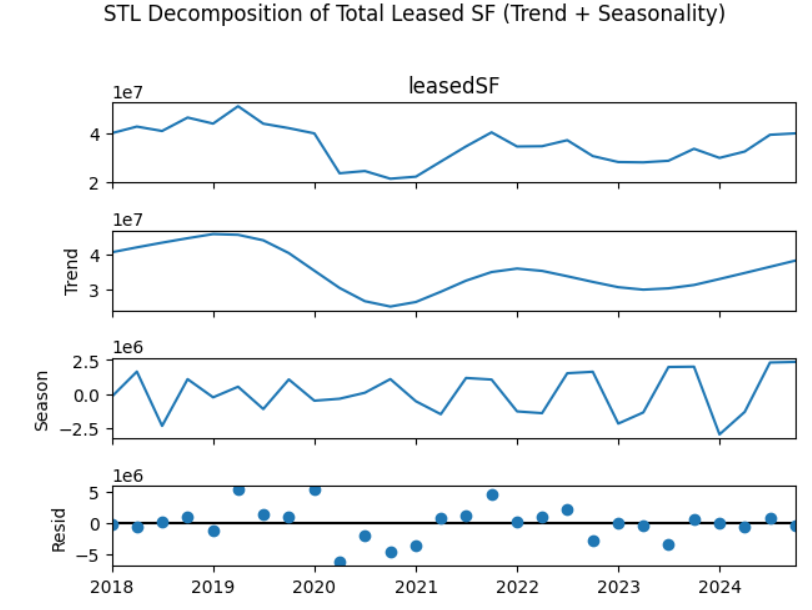 STL Decomposition of Total Leased SF (Trend + Seasonality)
leasedSF
1e7
4
2
1e7
Trend
4
3
1e6
Season
2.5
0.0
−2.5
1e6
Resid
5
0
−5
2018 2019 2020 2021 2022 2023 2024